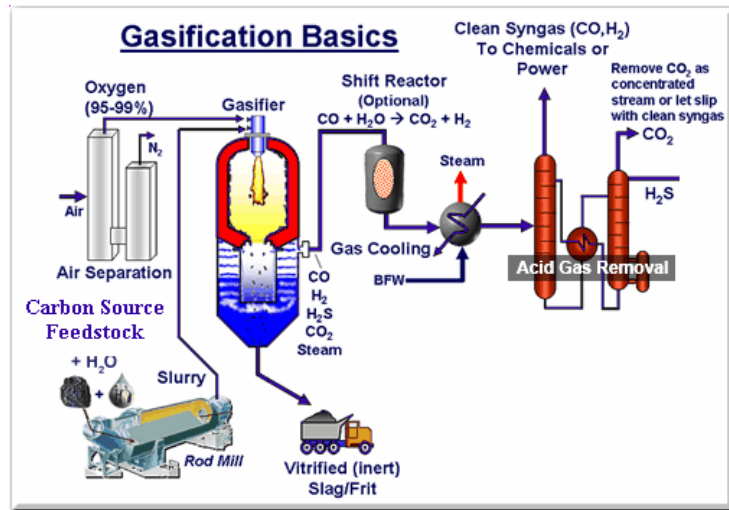 Gasification Basics
Clean Syngas (CO,H2)
To Chemicals or
Power
Remove CO2 as
concentrated
stream or let slip
with clean syngas
CO2
H2S
Oxygen
(95-99%)
Gasifier
Shift Reactor
(Optional)
CO + H2O → CO2 + H2
N2
Air
Air Separation
Steam
Gas Cooling
BFW
Acid Gas Removal
CO
H2
H2S
CO2
Steam
Carbon Source
Feedstock
+ H2O
+
Slurry
Rod Mill
Vitrified (inert)
Slag/Frit